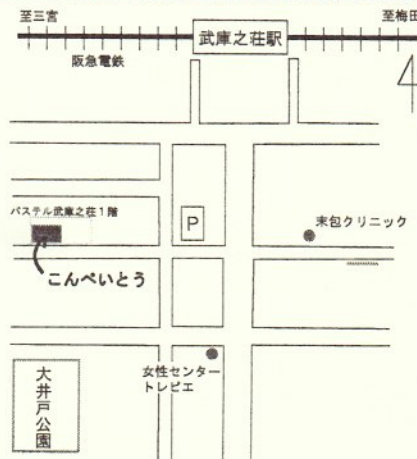 至三宮
至梅田
武庫之荘駅
阪急電鉄
パステル武庫之荘1階
P
末包クリニック
こんぺいとう
女性センター
トレピエ
大井戸公園